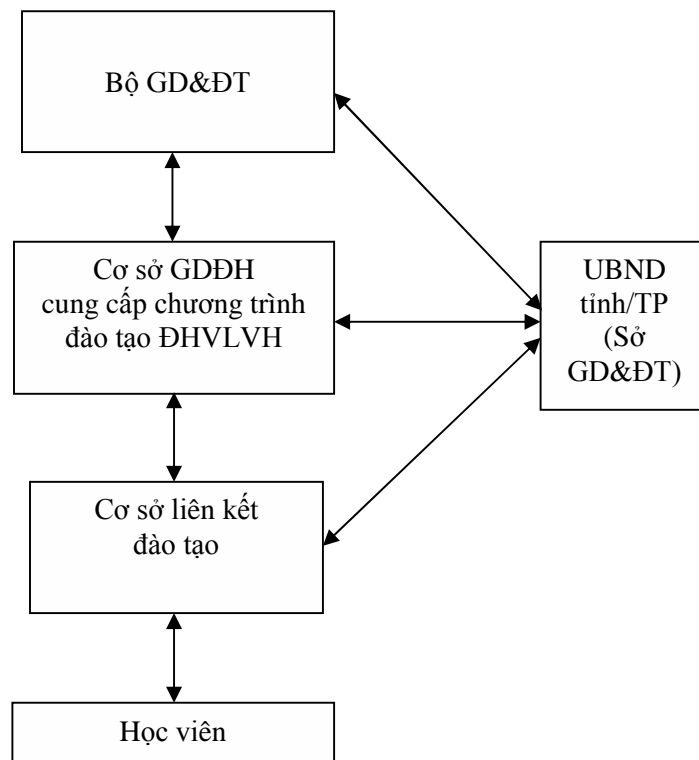 Bộ GD&ĐT
Cơ sở GDĐH
cung cấp chương trình
đào tạo ĐHVLVH
UBND
tỉnh/TP
(Sở
GD&ĐT)
Cơ sở liên kết
đào tạo
Học viên